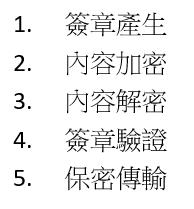 1. 簽章產生
2. 內容加密
3. 內容解密
4. 簽章驗證
5. 保密傳輸